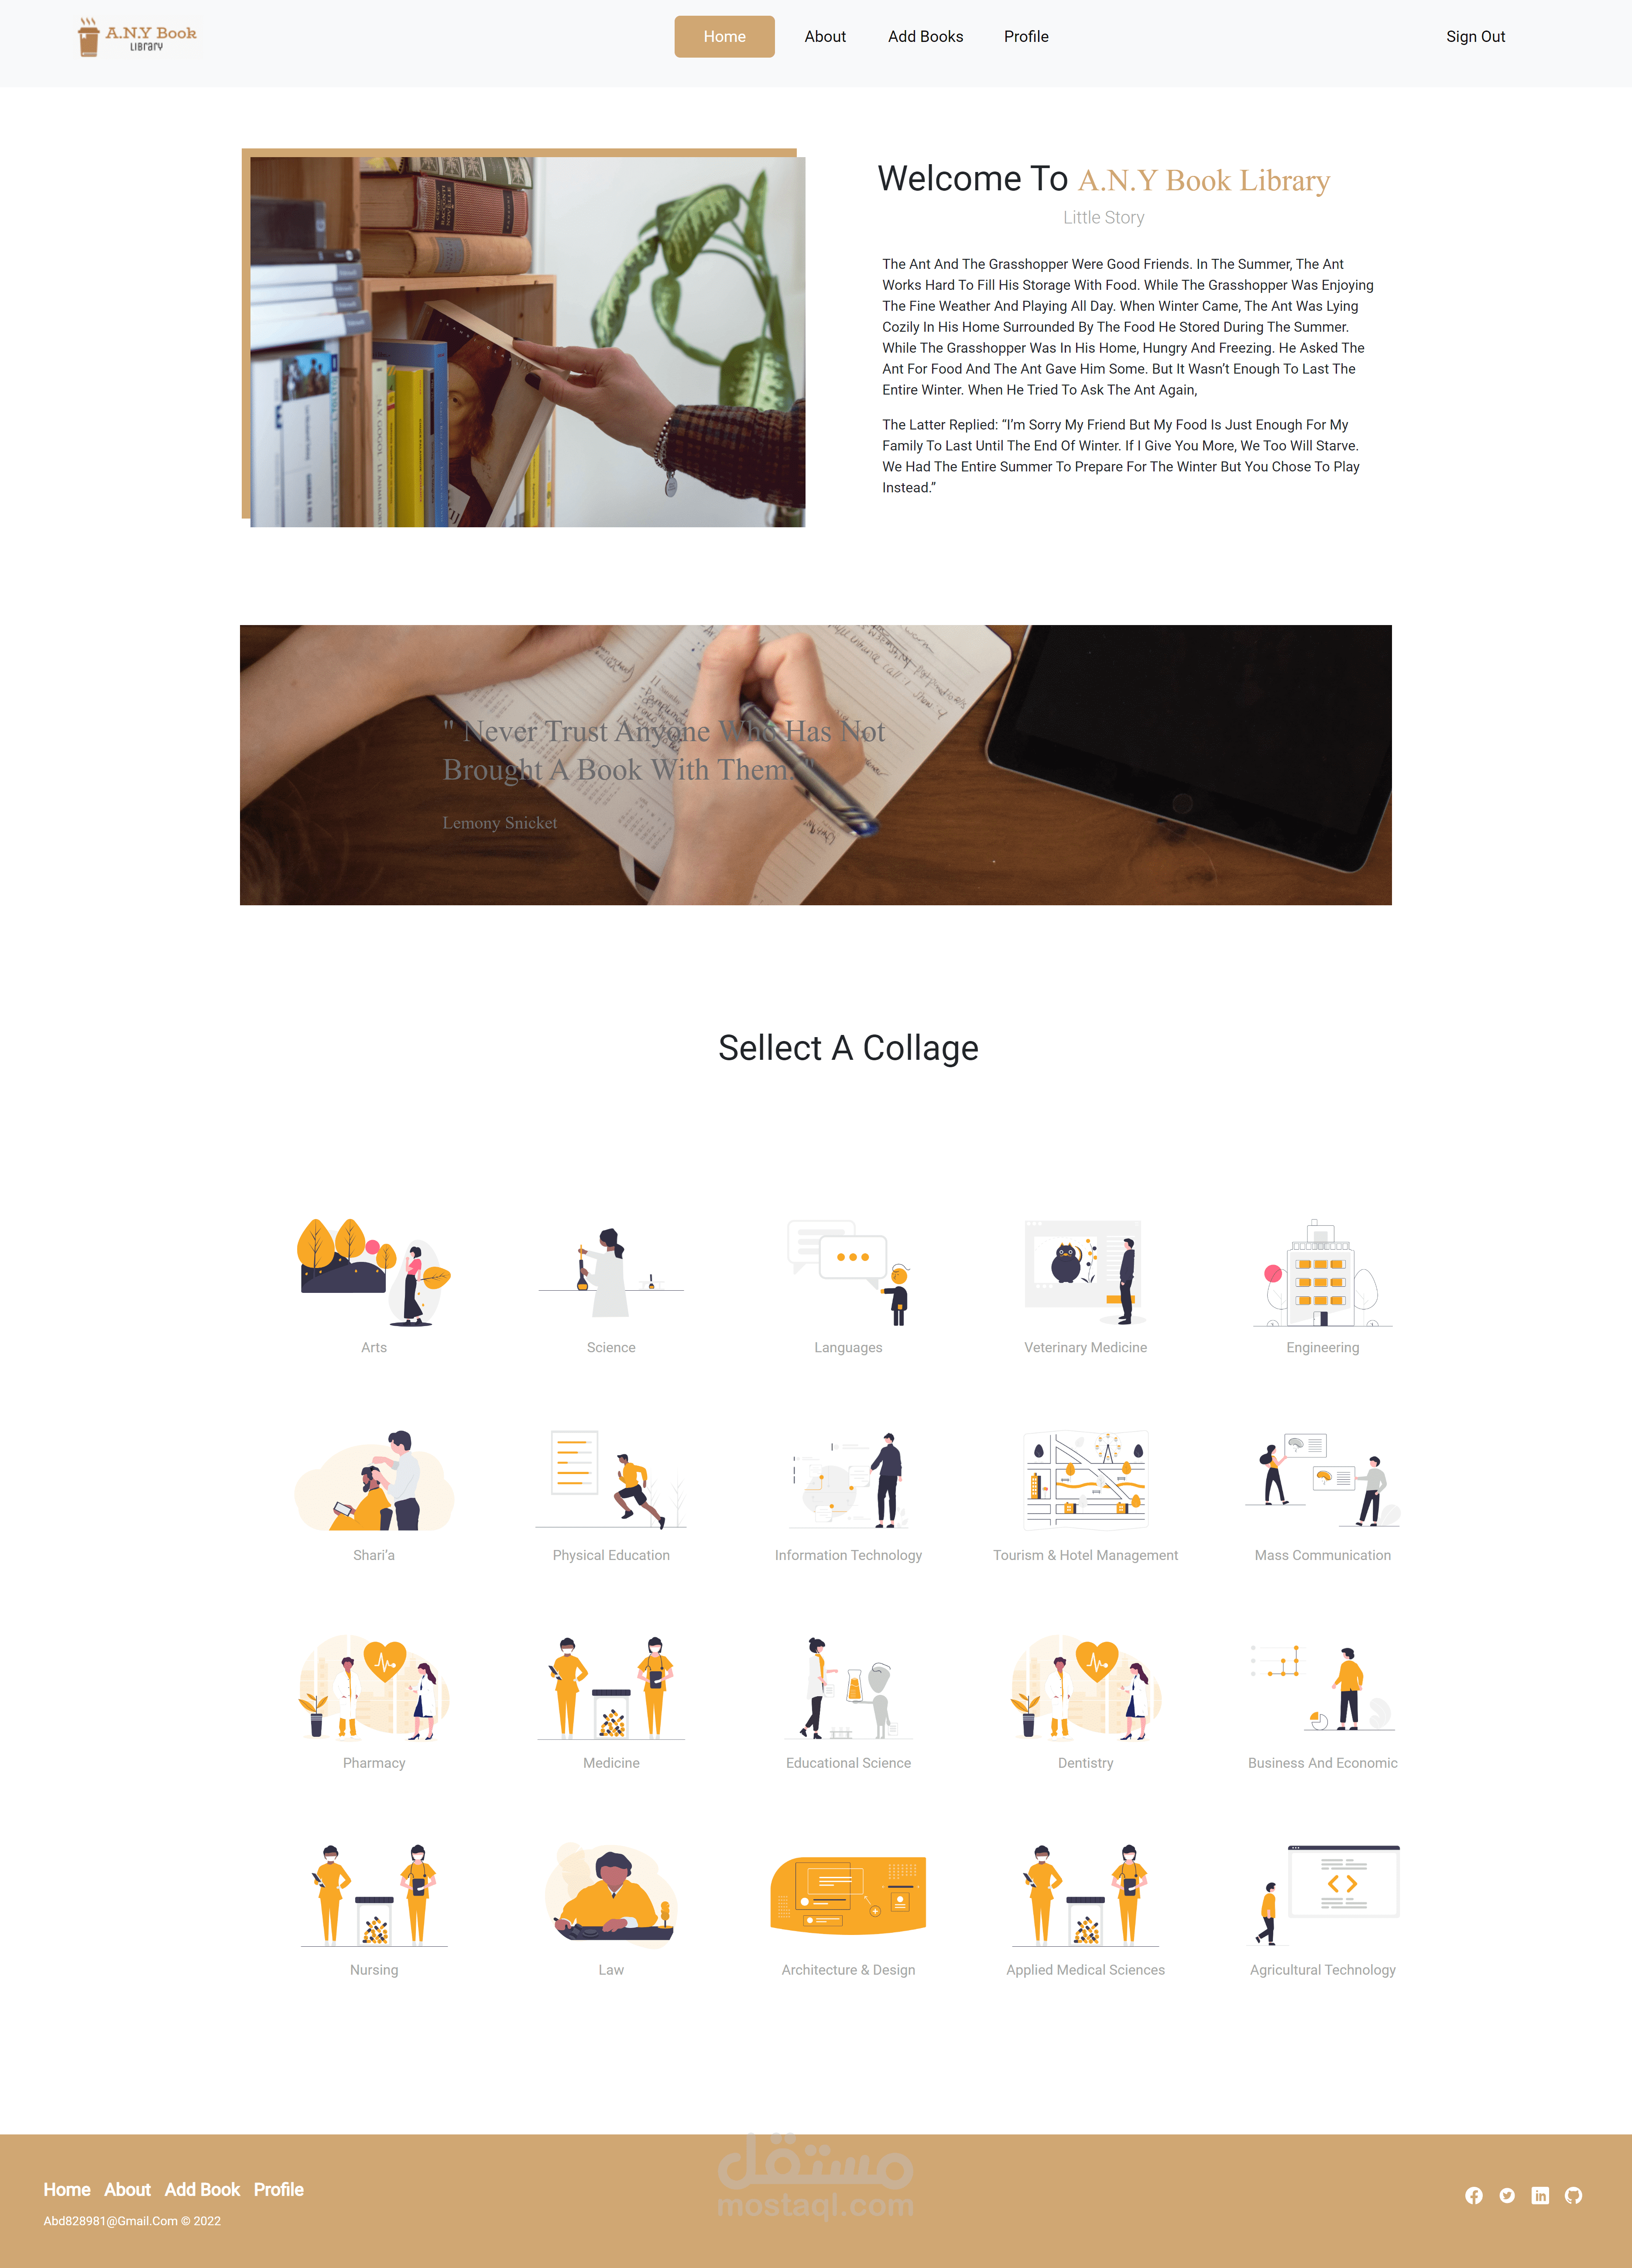 A.N.Y Book
LIBRARY
Home
About
Add Books
Profile
Sign Out
Welcome To A.N.Y Book Library
Little Story
The Ant And The Grasshopper Were Good Friends. In The Summer, The Ant
Works Hard To Fill His Storage With Food. While The Grasshopper Was Enjoying
The Fine Weather And Playing All Day. When Winter Came, The Ant Was Lying
Cozily In His Home Surrounded By The Food He Stored During The Summer.
While The Grasshopper Was In His Home, Hungry And Freezing. He Asked The
Ant For Food And The Ant Gave Him Some. But It Wasn’t Enough To Last The
Entire Winter. When He Tried To Ask The Ant Again,
The Latter Replied: “I’m Sorry My Friend But My Food Is Just Enough For My
Family To Last Until The End Of Winter. If I Give You More, We Too Will Starve.
We Had The Entire Summer To Prepare For The Winter But You Chose To Play
Instead.”
" Never Trust Anyone Who Has Not
Brought A Book With Them. "
Lemony Snicket
Sellect A Collage
Arts
Science
Languages
Veterinary Medicine
Engineering
Shari’a
Physical Education
Information Technology
Tourism & Hotel Management
Mass Communication
Pharmacy
Medicine
Educational Science
Dentistry
Business And Economic
Nursing
Law
Architecture & Design
Applied Medical Sciences
Agricultural Technology
مستقل
mostaql.com
Home
About
Add Book
Profile
Abd828981@Gmail.Com © 2022